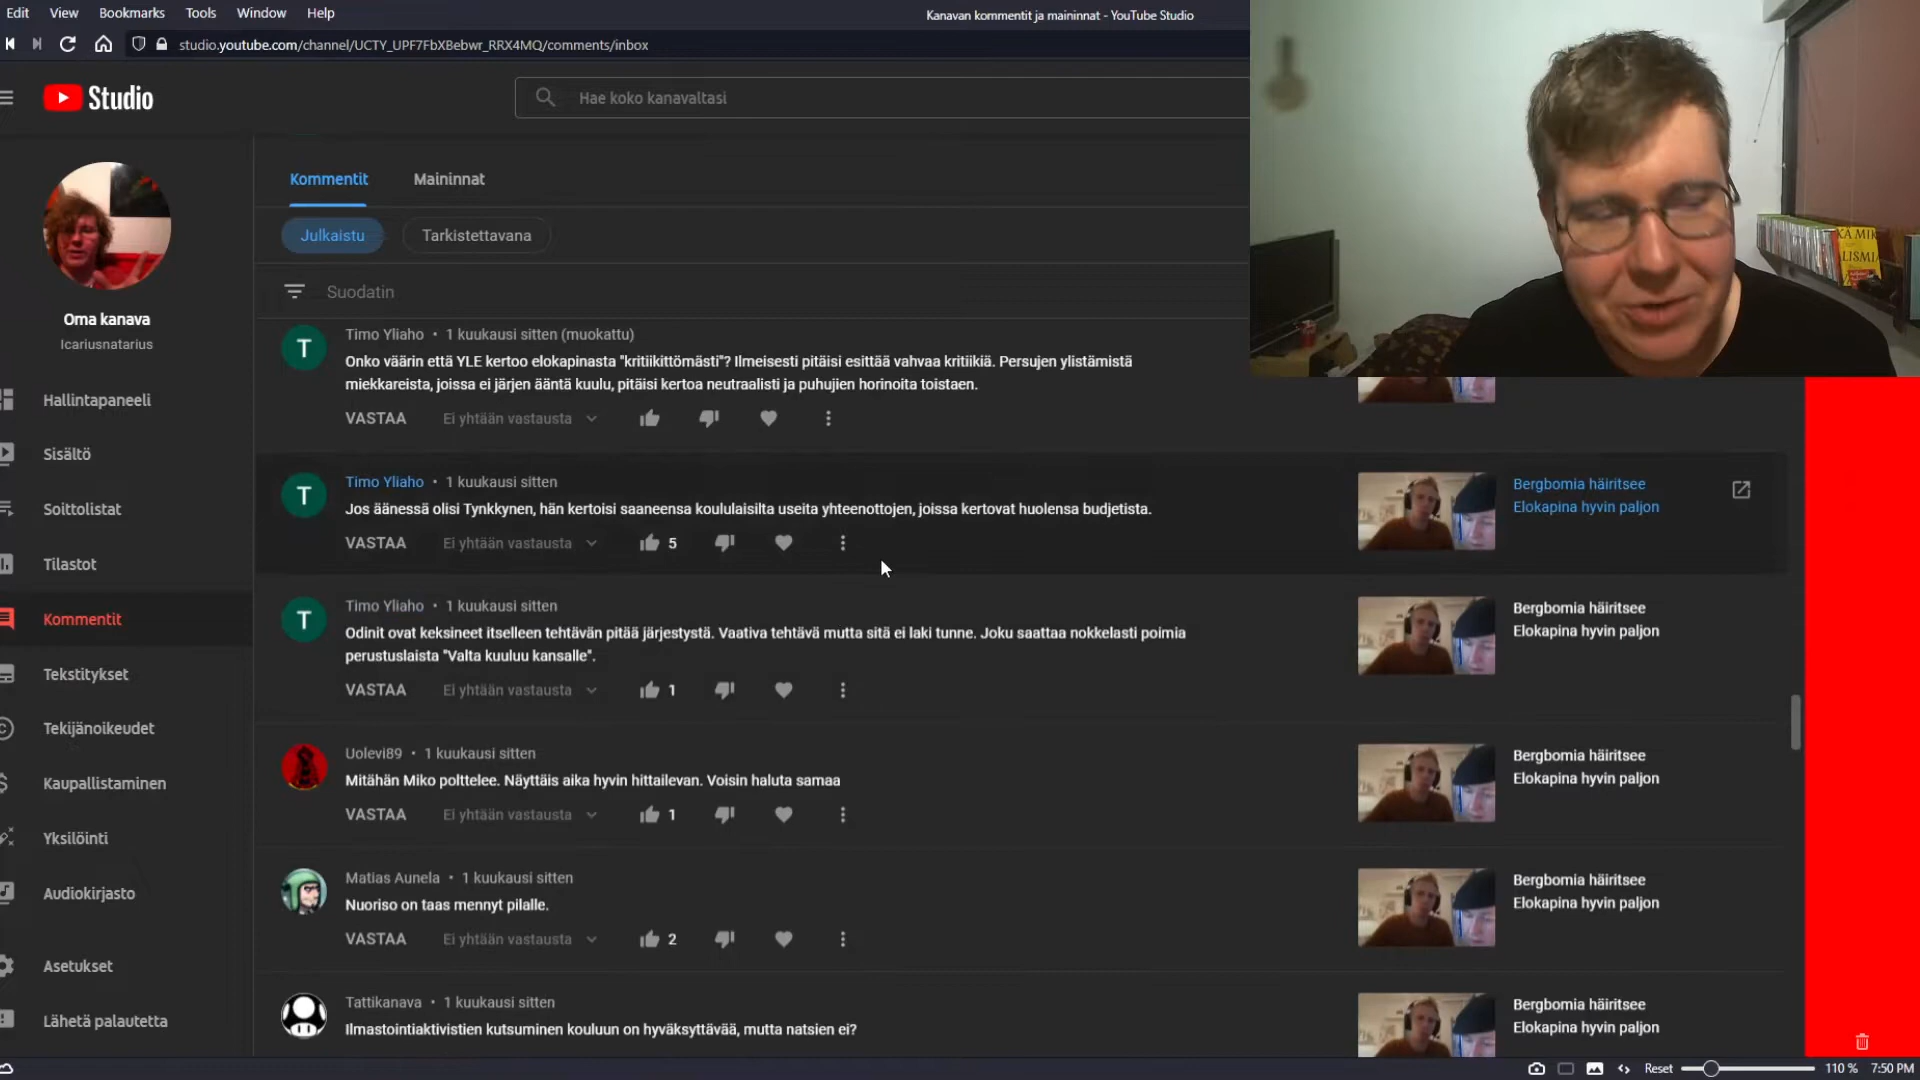 Edit View Bookmarks Tools Window Help
Kanavan kommentit ja maininnat - YouTube Studio
studio.youtube.com/channel/UCTY_UPF7FbXBebwr_RRX4MQ/comments/inbox
Studio
Hae koko kanavaltasi
Kommentit Maininnat
Julkaistu Tarkistettavana
Suodatin
Oma kanava
Icariusnatarius
Hallintapaneeli
Sisältö
Soittolistat
Tilastot
Kommentit
Tekstitykset
Tekijänoikeudet
Kaupallistaminen
Yksilöinti
Audiokirjasto
Asetukset
Lähetä palautetta
T
Timo Yliaho • 1 kuukausi sitten (muokattu)
Onko väärin että YLE kertoo elokapinasta "kritiikittömästi"? Ilmeisesti pitäisi esittää vahvaa kritiikiä. Persujen ylistämistä
miekkareista, joissa ei järjen ääntä kuulu, pitäisi kertoa neutraalisti ja puhujien horinoita toistaen.
VASTAA Ei yhtään vastausta
T
Timo Yliaho • 1 kuukausi sitten
Jos äänessä olisi Tynkkynen, hän kertoisi saaneensa koululaisilta useita yhteenottojen, joissa kertovat huolensa budjetista.
VASTAA Ei yhtään vastausta 5
Bergbomia häiritsee
Elokapina hyvin paljon
T
Timo Yliaho • 1 kuukausi sitten
Odinit ovat keksineet itselleen tehtävän pitää järjestystä. Vaativa tehtävä mutta sitä ei laki tunne. Joku saattaa nokkelasti poimia
perustuslaista "Valta kuuluu kansalle".
VASTAA Ei yhtään vastausta 1
Bergbomia häiritsee
Elokapina hyvin paljon
Uolevi89 • 1 kuukausi sitten
Mitähän Miko polttelee. Näyttäis aika hyvin hittailevan. Voisin haluta samaa
VASTAA Ei yhtään vastausta 1
Bergbomia häiritsee
Elokapina hyvin paljon
Matias Aunela • 1 kuukausi sitten
Nuoriso on taas mennyt pilalle.
VASTAA Ei yhtään vastausta 2
Bergbomia häiritsee
Elokapina hyvin paljon
Tattikanava • 1 kuukausi sitten
Ilmastointiaktivistien kutsuminen kouluun on hyväksyttävää, mutta natsien ei?
Bergbomia häiritsee
Elokapina hyvin paljon
KA MIK
ALISMIA
Reset 110 % 7:50 PM